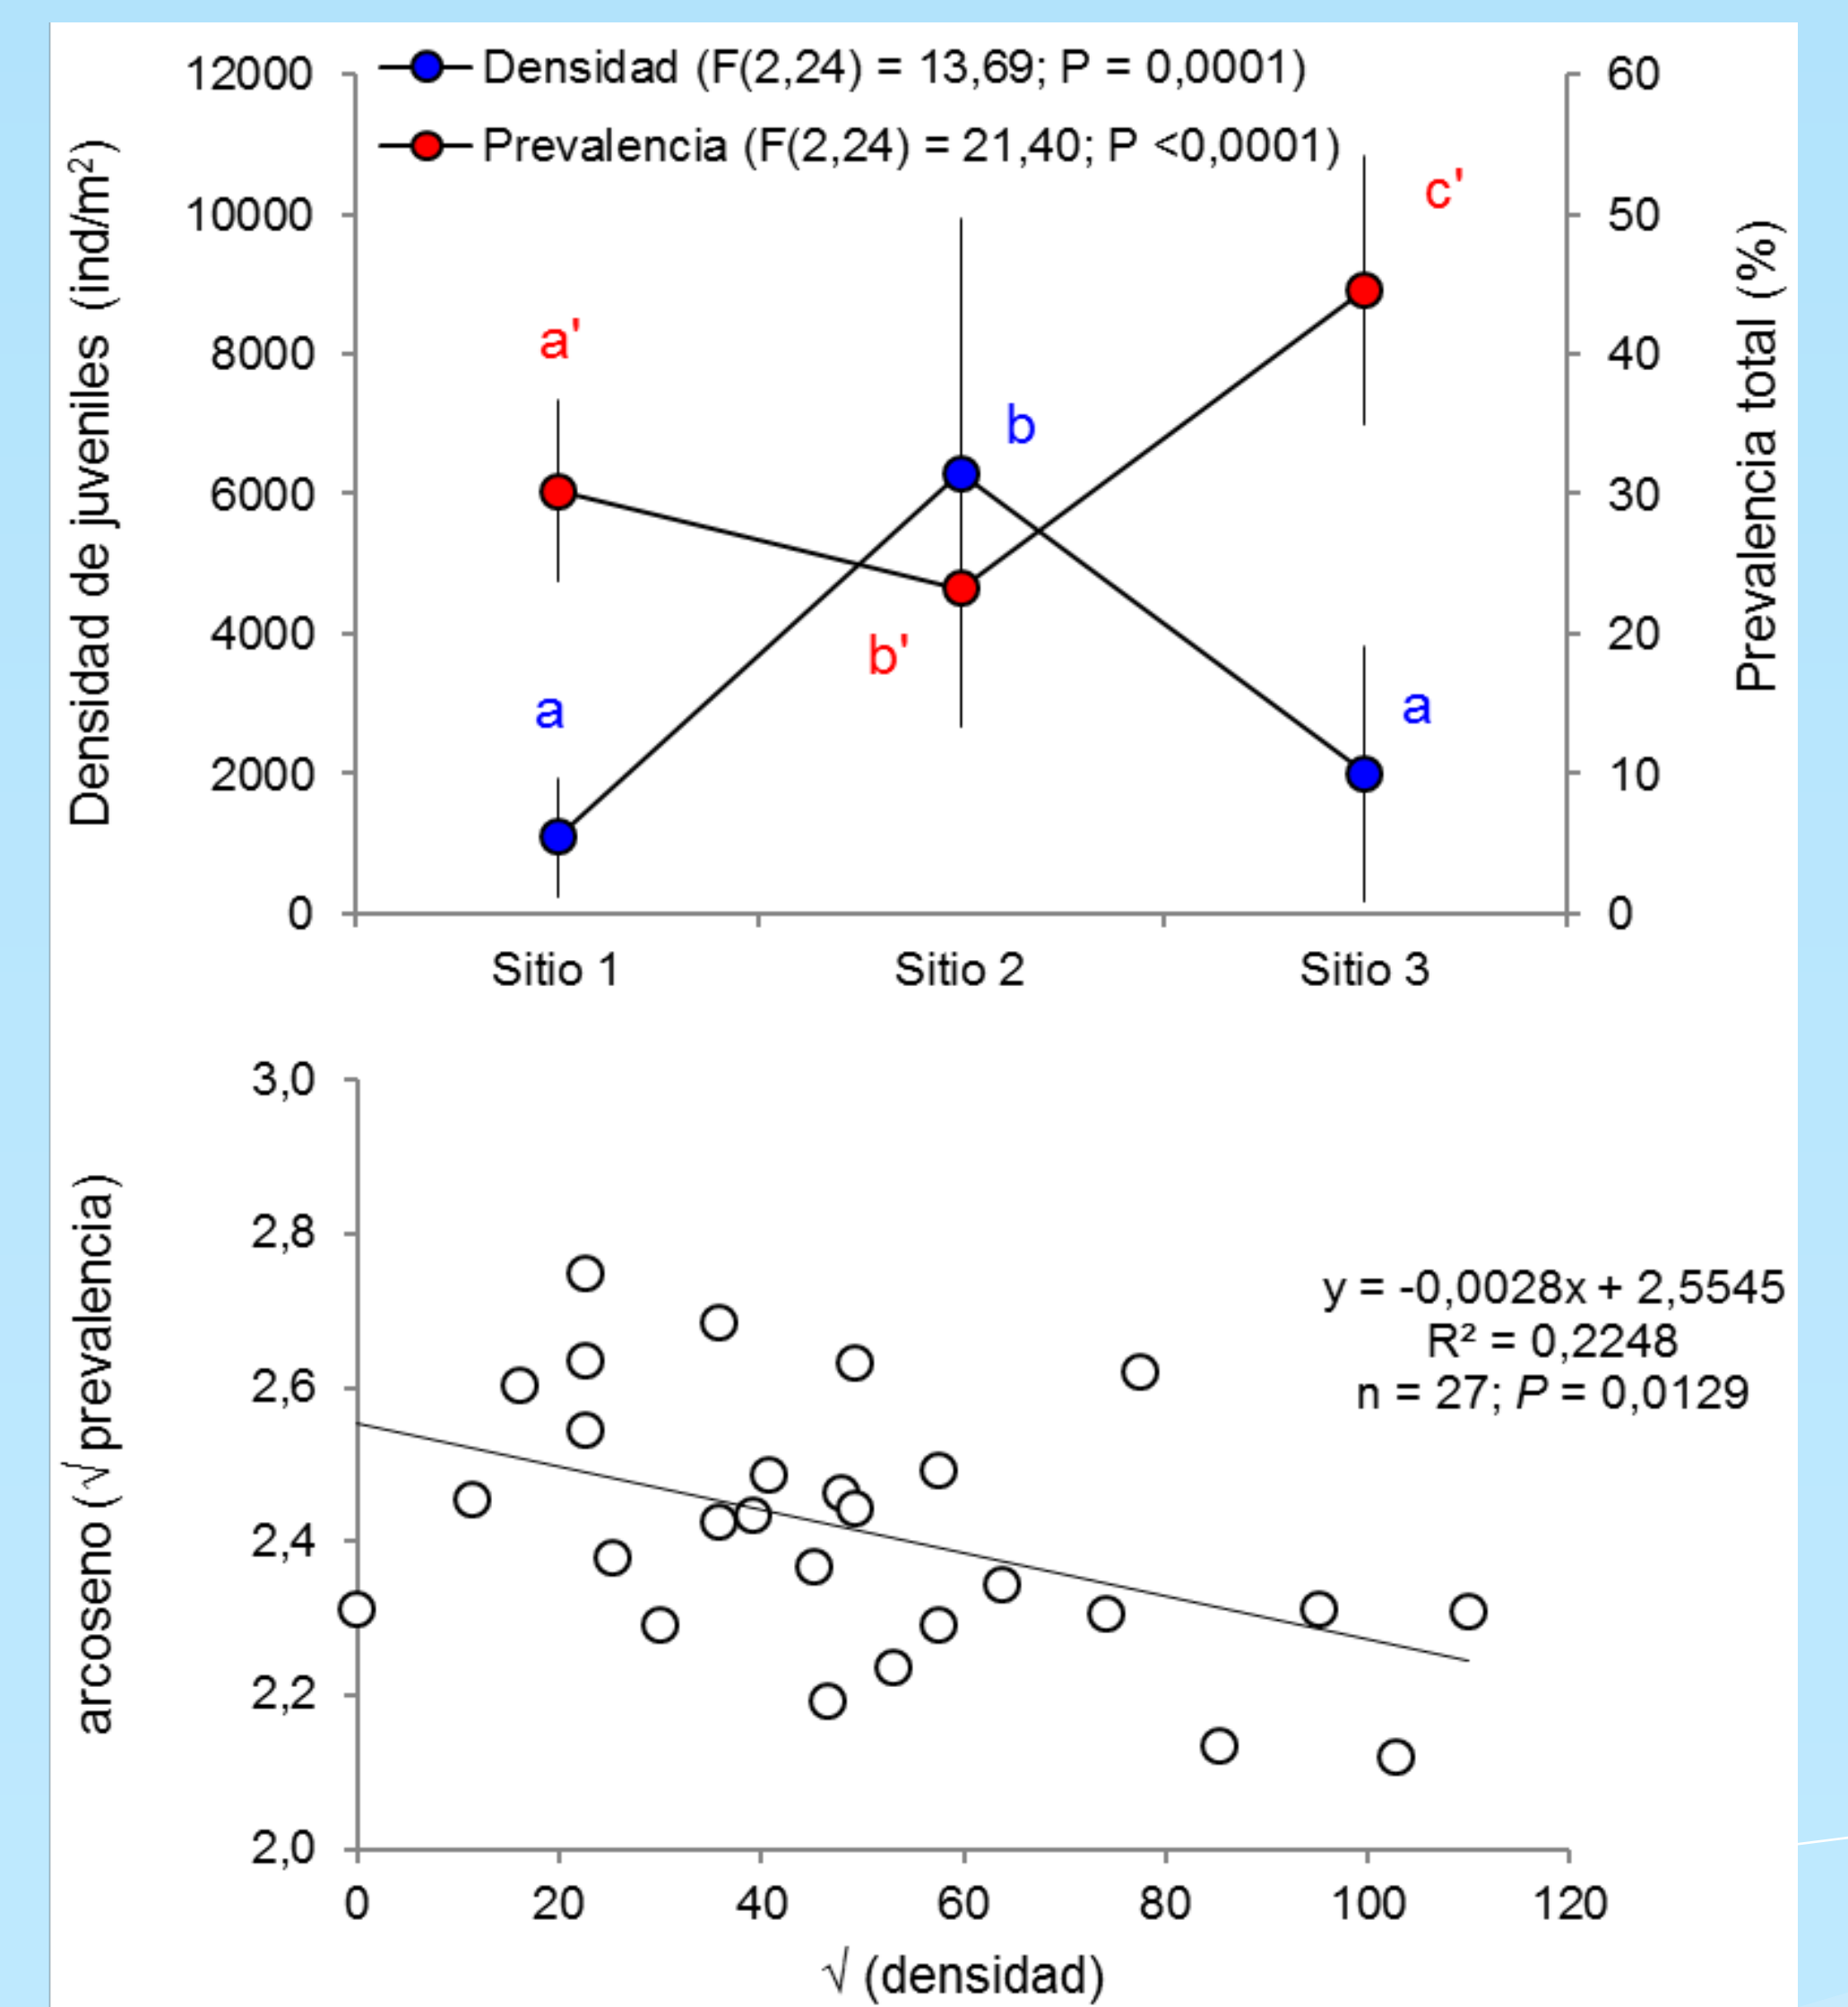 Densidad (F(2,24) = 13,69; P = 0,0001)
Prevalencia (F(2,24) = 21,40; P <0,0001)
Densidad de juveniles (ind/m²)
12000
10000
8000
6000
4000
2000
0
a'
a
b
b'
c'
a
60
50
40
30
20
10
0
Prevalencia total (%)
Sitio 1
Sitio 2
Sitio 3
arcoseno (√ prevalencia)
3,0
2,8
2,6
2,4
2,2
2,0
y = -0,0028x + 2,5545
R² = 0,2248
n = 27; P = 0,0129
0
20
40
60
80
100
120
√ (densidad)